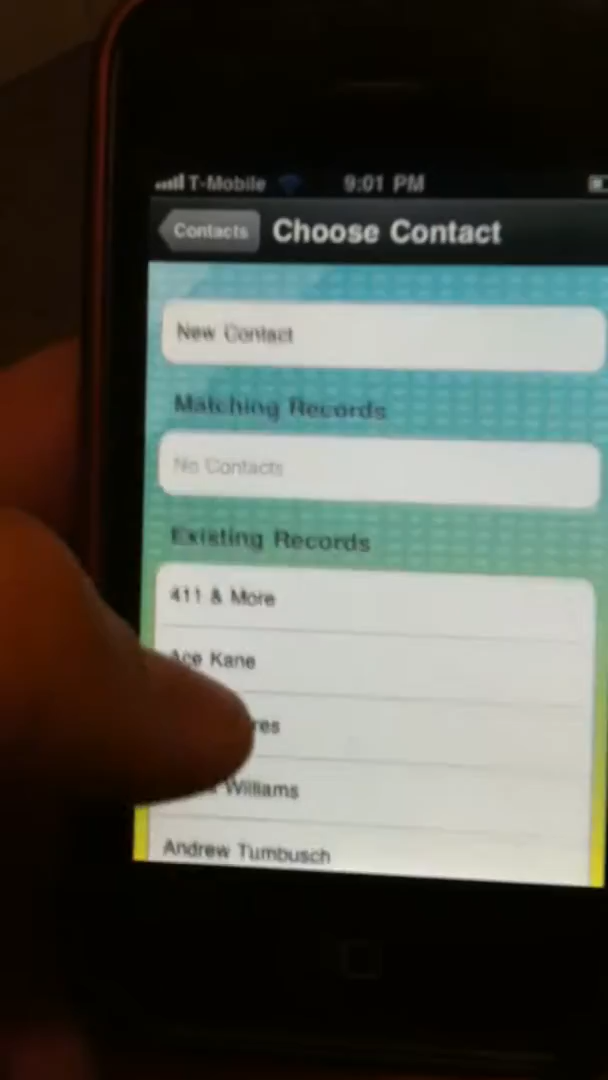 T-Mobile 9:01 PM
Contacts Choose Contact
New Contact
Matching Records
No Contacts
Existing Records
411 & More
Ace Kane
Williams
Andrew Tumbusch